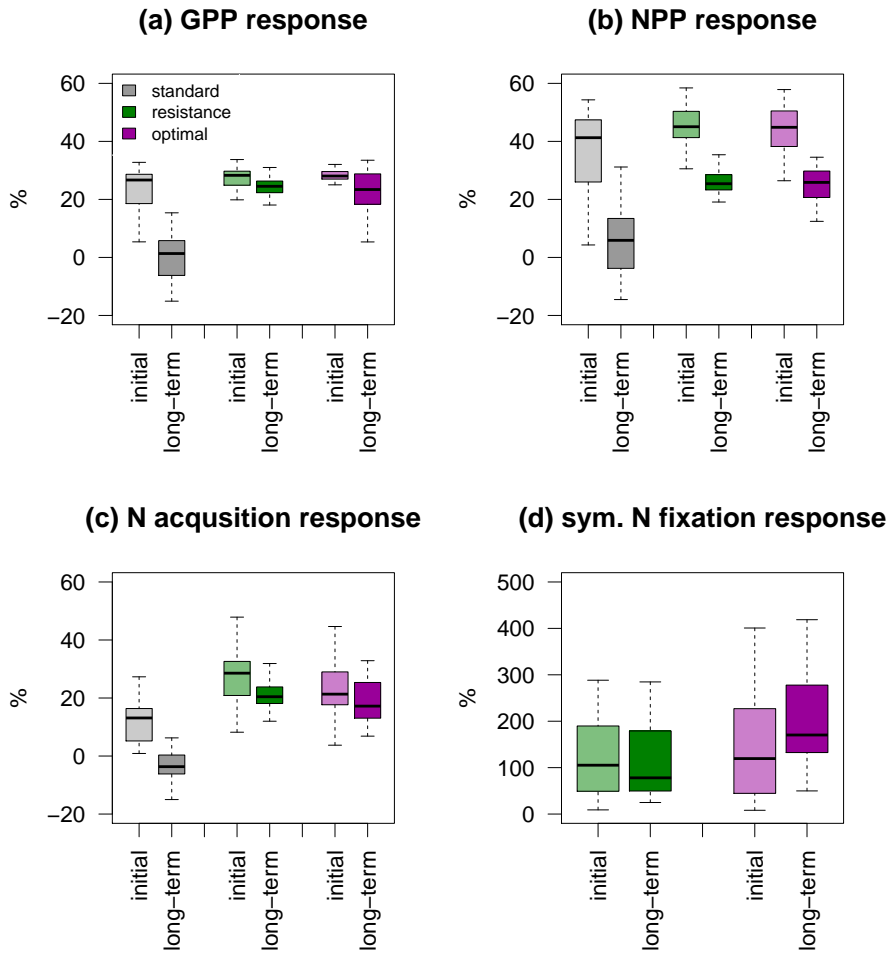 (a) GPP response
(b) NPP response
60
40
20
0
−20
%
standard
resistance
optimal
initial
long−term
initial
long−term
initial
long−term
60
40
20
0
−20
%
initial
long−term
initial
long−term
initial
long−term
(c) N acqusition response
(d) sym. N fixation response
60
40
20
0
−20
%
initial
long−term
initial
long−term
initial
long−term
500
400
300
200
100
0
%
initial
long−term
initial
long−term